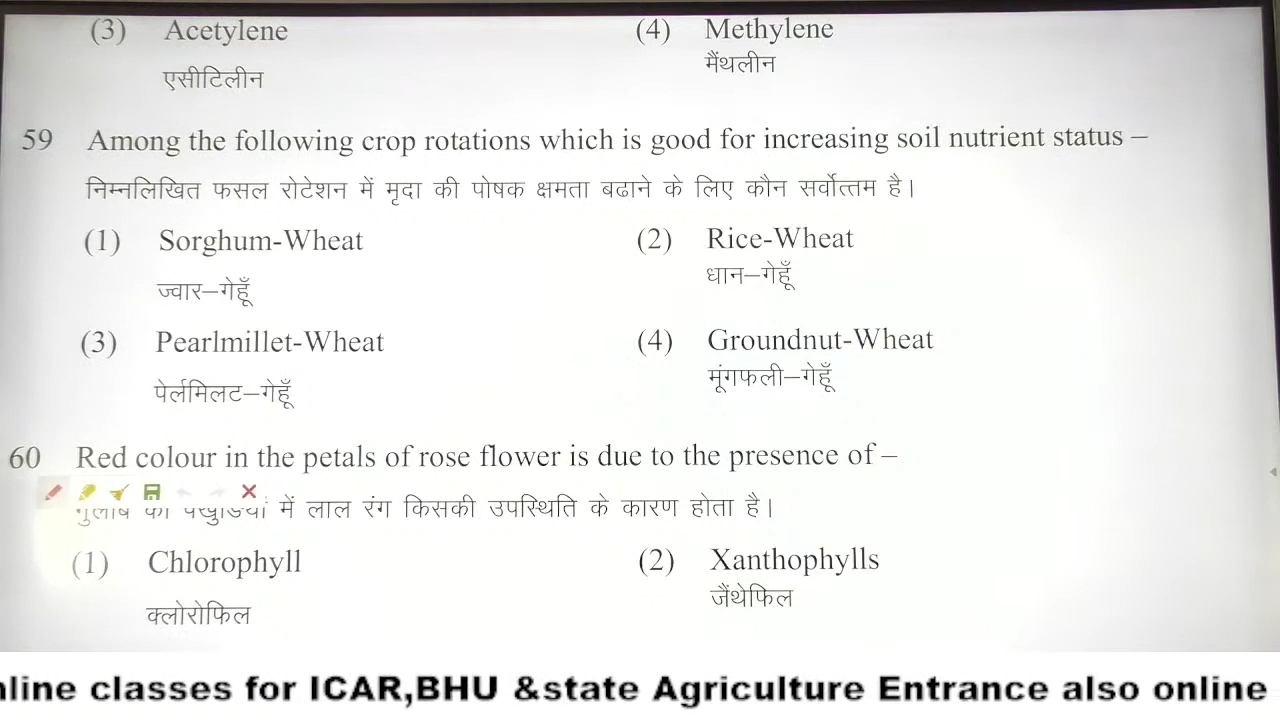 (3) Acetylene (4) Methylene
एसीटिलीन मैंथलीन
59 Among the following crop rotations which is good for increasing soil nutrient status –
निम्नलिखित फसल रोटेशन में मृदा की पोषक क्षमता बढाने के लिए कौन सर्वोत्तम है।
(1) Sorghum-Wheat (2) Rice-Wheat
ज्वार–गेहूँ धान–गेहूँ
(3) Pearlmillet-Wheat (4) Groundnut-Wheat
पेर्लमिलट–गेहूँ मूंगफली–गेहूँ
60 Red colour in the petals of rose flower is due to the presence of –
में लाल रंग किसकी उपस्थिति के कारण होता है।
(1) Chlorophyll (2) Xanthophylls
क्लोरोफिल जैंथेफिल
classes for ICAR,BHU &state Agriculture Entrance also online